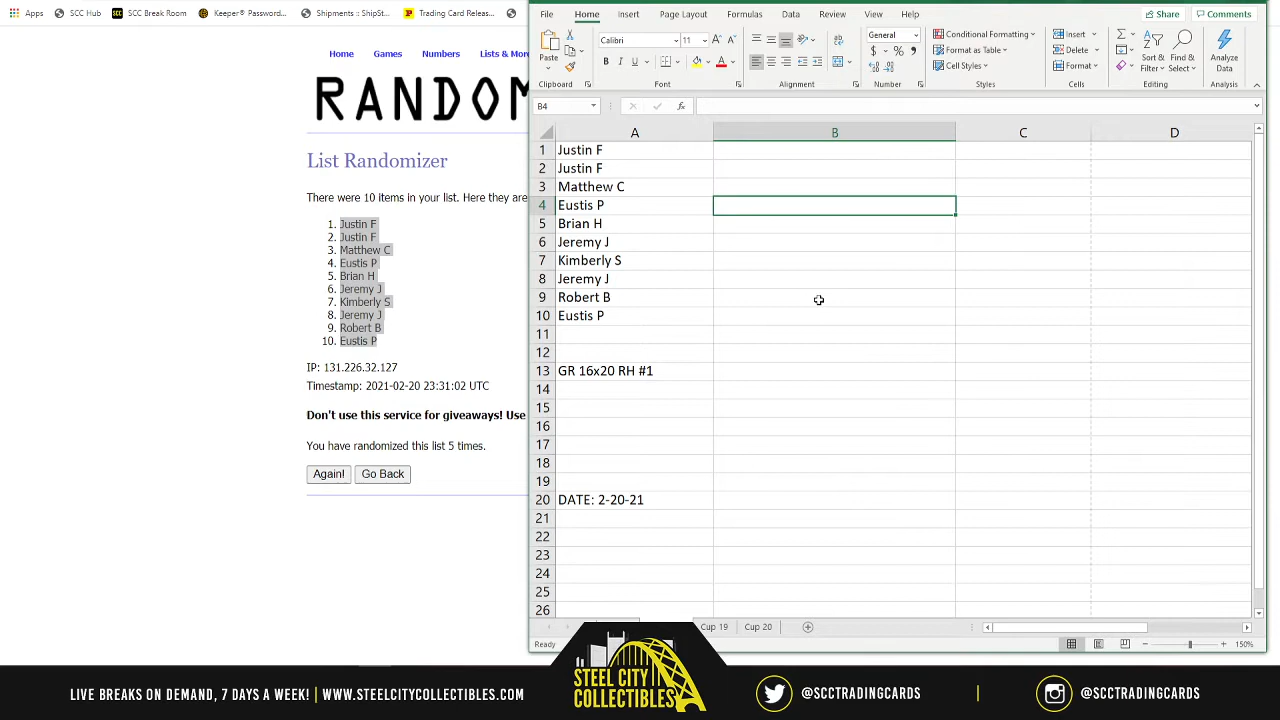 Apps SCC Hub SCC Break Room Keeper® Password... Shipments :: ShipSt... Trading Card Releas...
Home Games Numbers Lists & More
RANDOM
List Randomizer
There were 10 items in your list. Here they are
1. Justin F
2. Justin F
3. Matthew C
4. Eustis P
5. Brian H
6. Jeremy J
7. Kimberly S
8. Jeremy J
9. Robert B
10. Eustis P
IP: 131.226.32.127
Timestamp: 2021-02-20 23:31:02 UTC
Don't use this service for giveaways! Use
You have randomized this list 5 times.
Again! Go Back
File Home Insert Page Layout Formulas Data Review View Help Share Comments
Paste
Calibri 11
B I U
General
$ % 9
Conditional Formatting
Format as Table
Cell Styles
Insert
Delete
Format
Sort &
Filter
Find &
Select
Analyze
Data
Clipboard Font Alignment Number Styles Cells Editing Analysis
B4 fx
A B C D
1 Justin F
2 Justin F
3 Matthew C
4 Eustis P
5 Brian H
6 Jeremy J
7 Kimberly S
8 Jeremy J
9 Robert B
10 Eustis P
11
12
13 GR 16x20 RH #1
14
15
16
17
18
19
20 DATE: 2-20-21
21
22
23
24
25
26
Cup 19 Cup 20
Ready 150%
LIVE BREAKS ON DEMAND, 7 DAYS A WEEK! | WWW.STEELCITYCOLLECTIBLES.COM
STEEL CITY
COLLECTIBLES
@SCCTRADINGCARDS | @SCCTRADINGCARDS